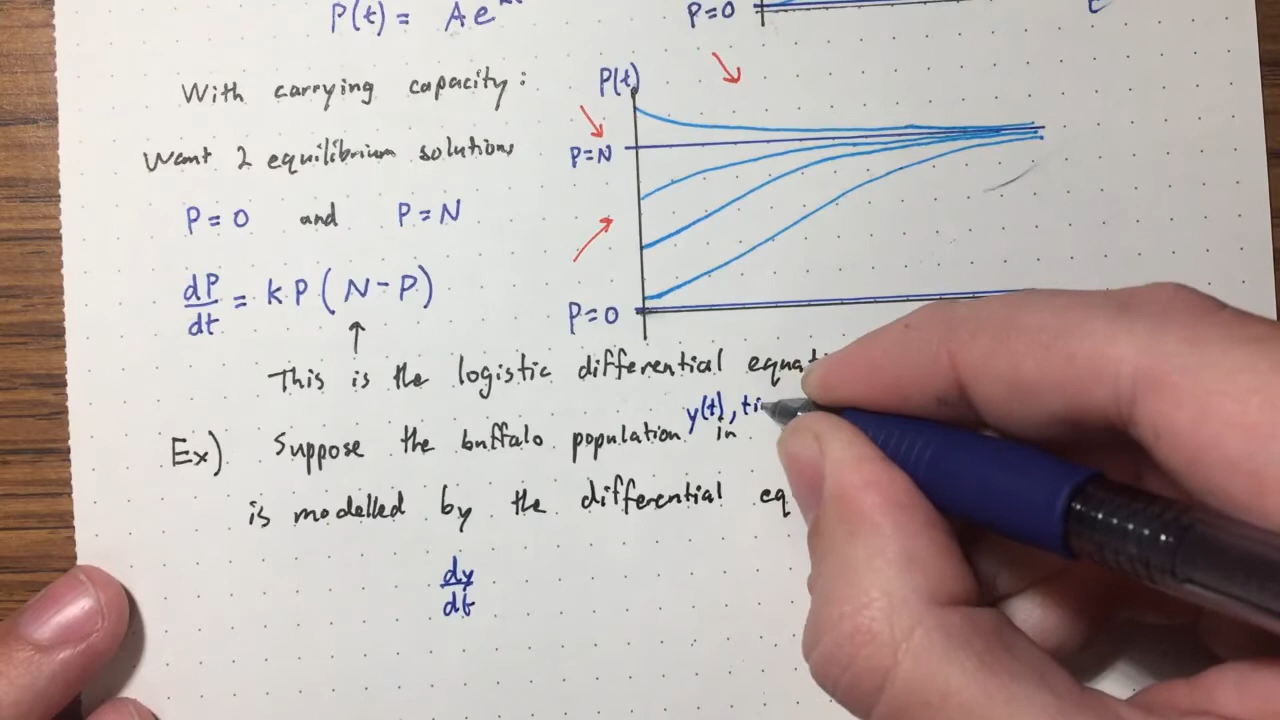 P(t) = Ae
P=0
With carrying capacity:
P(t)
Want 2 equilibrium solutions
P=N
P = 0 and P = N
dP/dt = kP(N-P)
P=0
↑
This is the logistic differential
y(t),
Ex) Suppose the buffalo population in
is modelled by the differential
dy/dt